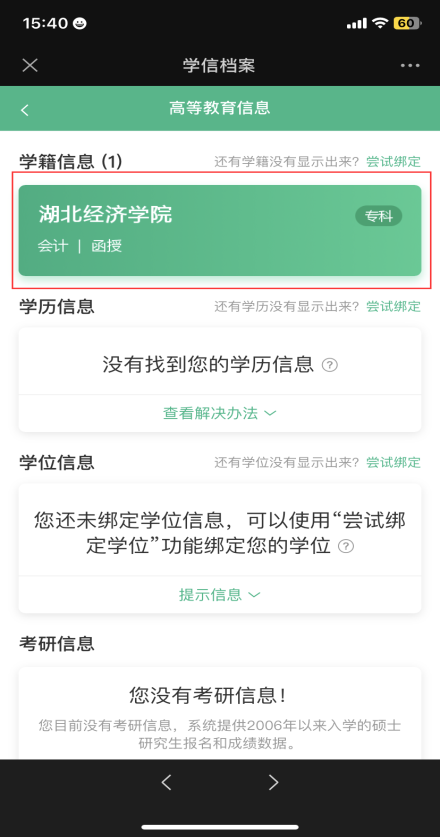 15:40
60
学信档案
高等教育信息
学籍信息 (1)
还有学籍没有显示出来? 尝试绑定
湖北经济学院
专科
会计 | 函授
学历信息
还有学历没有显示出来? 尝试绑定
没有找到您的学历信息 ?
查看解决办法
学位信息
还有学位没有显示出来? 尝试绑定
您还未绑定学位信息，可以使用“尝试绑
定学位”功能绑定您的学位 ?
提示信息
考研信息
您没有考研信息！
您目前没有考研信息，系统提供2006年以来入学的硕士
研究生报名和成绩数据。